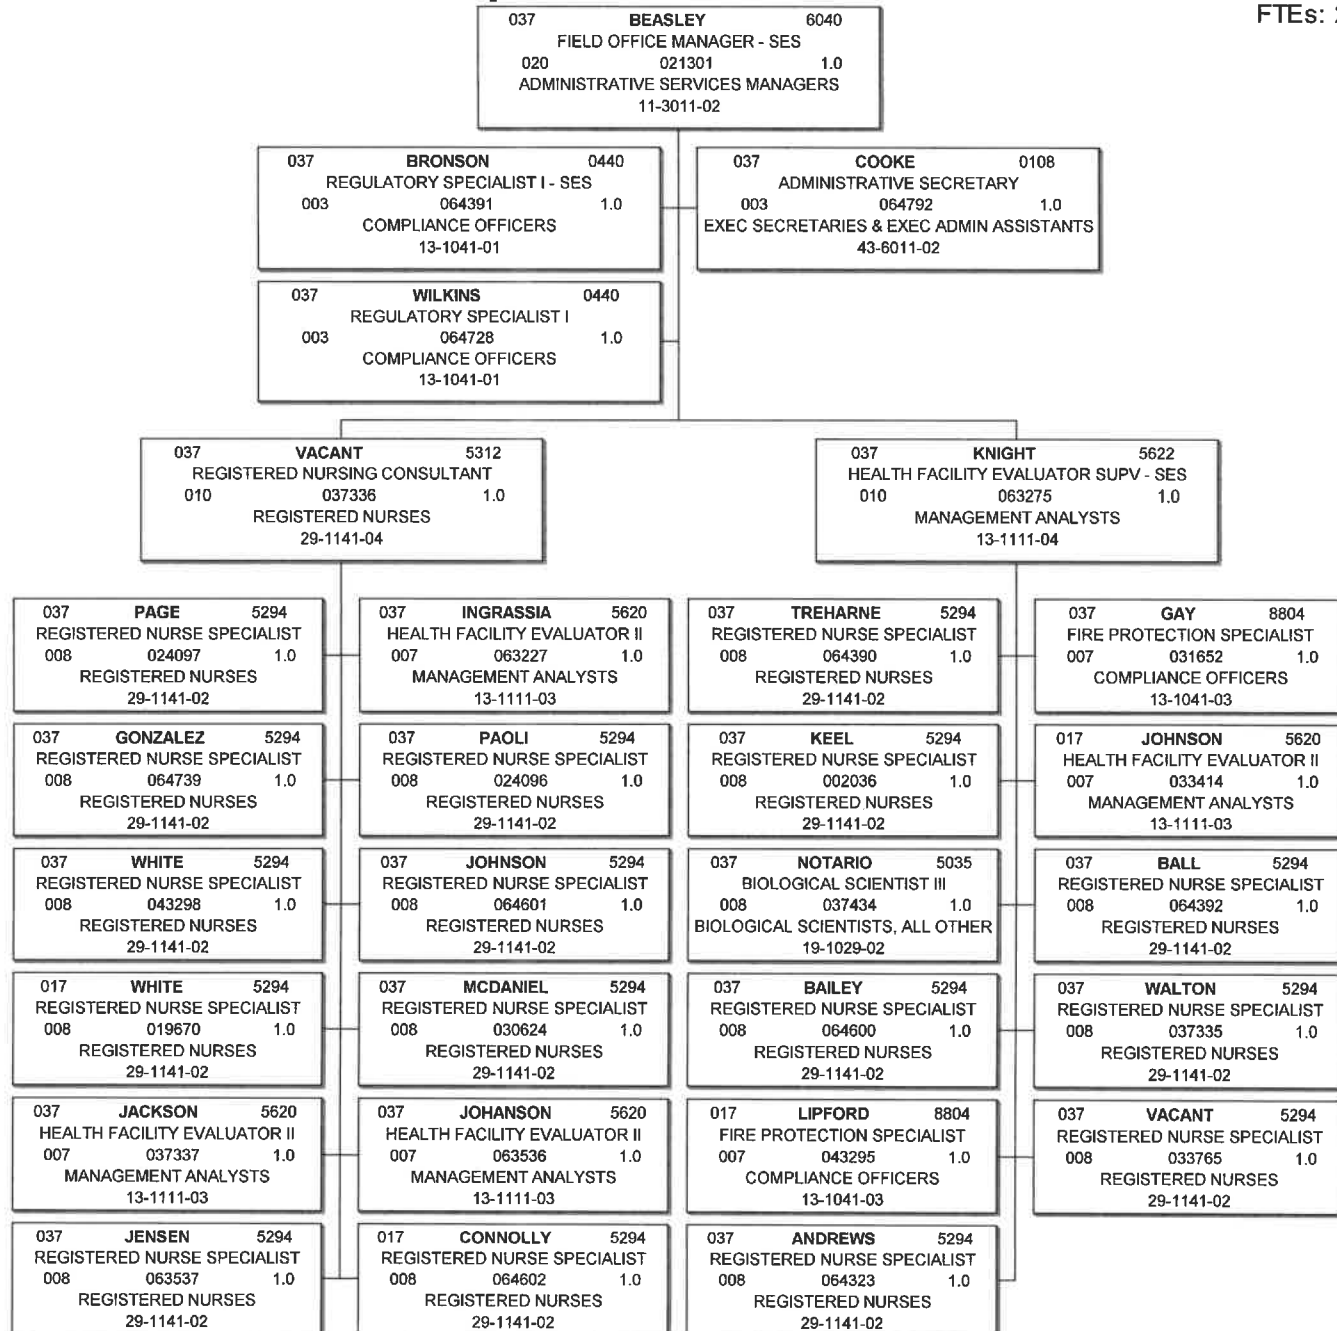 FTEs:
037 BEASLEY 6040
FIELD OFFICE MANAGER - SES
020 021301 1.0
ADMINISTRATIVE SERVICES MANAGERS
11-3011-02
037 BRONSON 0440
REGULATORY SPECIALIST I - SES
003 064391 1.0
COMPLIANCE OFFICERS
13-1041-01
037 COOKE 0108
ADMINISTRATIVE SECRETARY
003 064792 1.0
EXEC SECRETARIES & EXEC ADMIN ASSISTANTS
43-6011-02
037 WILKINS 0440
REGULATORY SPECIALIST I
003 064728 1.0
COMPLIANCE OFFICERS
13-1041-01
037 VACANT 5312
REGISTERED NURSING CONSULTANT
010 037336 1.0
REGISTERED NURSES
29-1141-04
037 KNIGHT 5622
HEALTH FACILITY EVALUATOR SUPV - SES
010 063275 1.0
MANAGEMENT ANALYSTS
13-1111-04
037 PAGE 5294
REGISTERED NURSE SPECIALIST
008 024097 1.0
REGISTERED NURSES
29-1141-02
037 INGRASSIA 5620
HEALTH FACILITY EVALUATOR II
007 063227 1.0
MANAGEMENT ANALYSTS
13-1111-03
037 TREHARNE 5294
REGISTERED NURSE SPECIALIST
008 064390 1.0
REGISTERED NURSES
29-1141-02
037 GAY 8804
FIRE PROTECTION SPECIALIST
007 031652 1.0
COMPLIANCE OFFICERS
13-1041-03
037 GONZALEZ 5294
REGISTERED NURSE SPECIALIST
008 064739 1.0
REGISTERED NURSES
29-1141-02
037 PAOLI 5294
REGISTERED NURSE SPECIALIST
008 024096 1.0
REGISTERED NURSES
29-1141-02
037 KEEL 5294
REGISTERED NURSE SPECIALIST
008 002036 1.0
REGISTERED NURSES
29-1141-02
017 JOHNSON 5620
HEALTH FACILITY EVALUATOR II
007 033414 1.0
MANAGEMENT ANALYSTS
13-1111-03
037 WHITE 5294
REGISTERED NURSE SPECIALIST
008 043298 1.0
REGISTERED NURSES
29-1141-02
037 JOHNSON 5294
REGISTERED NURSE SPECIALIST
008 064601 1.0
REGISTERED NURSES
29-1141-02
037 NOTARIO 5035
BIOLOGICAL SCIENTIST III
008 037434 1.0
BIOLOGICAL SCIENTISTS, ALL OTHER
19-1029-02
037 BALL 5294
REGISTERED NURSE SPECIALIST
008 064392 1.0
REGISTERED NURSES
29-1141-02
017 WHITE 5294
REGISTERED NURSE SPECIALIST
008 019670 1.0
REGISTERED NURSES
29-1141-02
037 MCDANIEL 5294
REGISTERED NURSE SPECIALIST
008 030624 1.0
REGISTERED NURSES
29-1141-02
037 BAILEY 5294
REGISTERED NURSE SPECIALIST
008 064600 1.0
REGISTERED NURSES
29-1141-02
037 WALTON 5294
REGISTERED NURSE SPECIALIST
008 037335 1.0
REGISTERED NURSES
29-1141-02
037 JACKSON 5620
HEALTH FACILITY EVALUATOR II
007 037337 1.0
MANAGEMENT ANALYSTS
13-1111-03
037 JOHANSON 5620
HEALTH FACILITY EVALUATOR II
007 063536 1.0
MANAGEMENT ANALYSTS
13-1111-03
017 LIPFORD 8804
FIRE PROTECTION SPECIALIST
007 043295 1.0
COMPLIANCE OFFICERS
13-1041-03
037 VACANT 5294
REGISTERED NURSE SPECIALIST
008 033765 1.0
REGISTERED NURSES
29-1141-02
037 JENSEN 5294
REGISTERED NURSE SPECIALIST
008 063537 1.0
REGISTERED NURSES
29-1141-02
017 CONNOLLY 5294
REGISTERED NURSE SPECIALIST
008 064602 1.0
REGISTERED NURSES
29-1141-02
037 ANDREWS 5294
REGISTERED NURSE SPECIALIST
008 064323 1.0
REGISTERED NURSES
29-1141-02